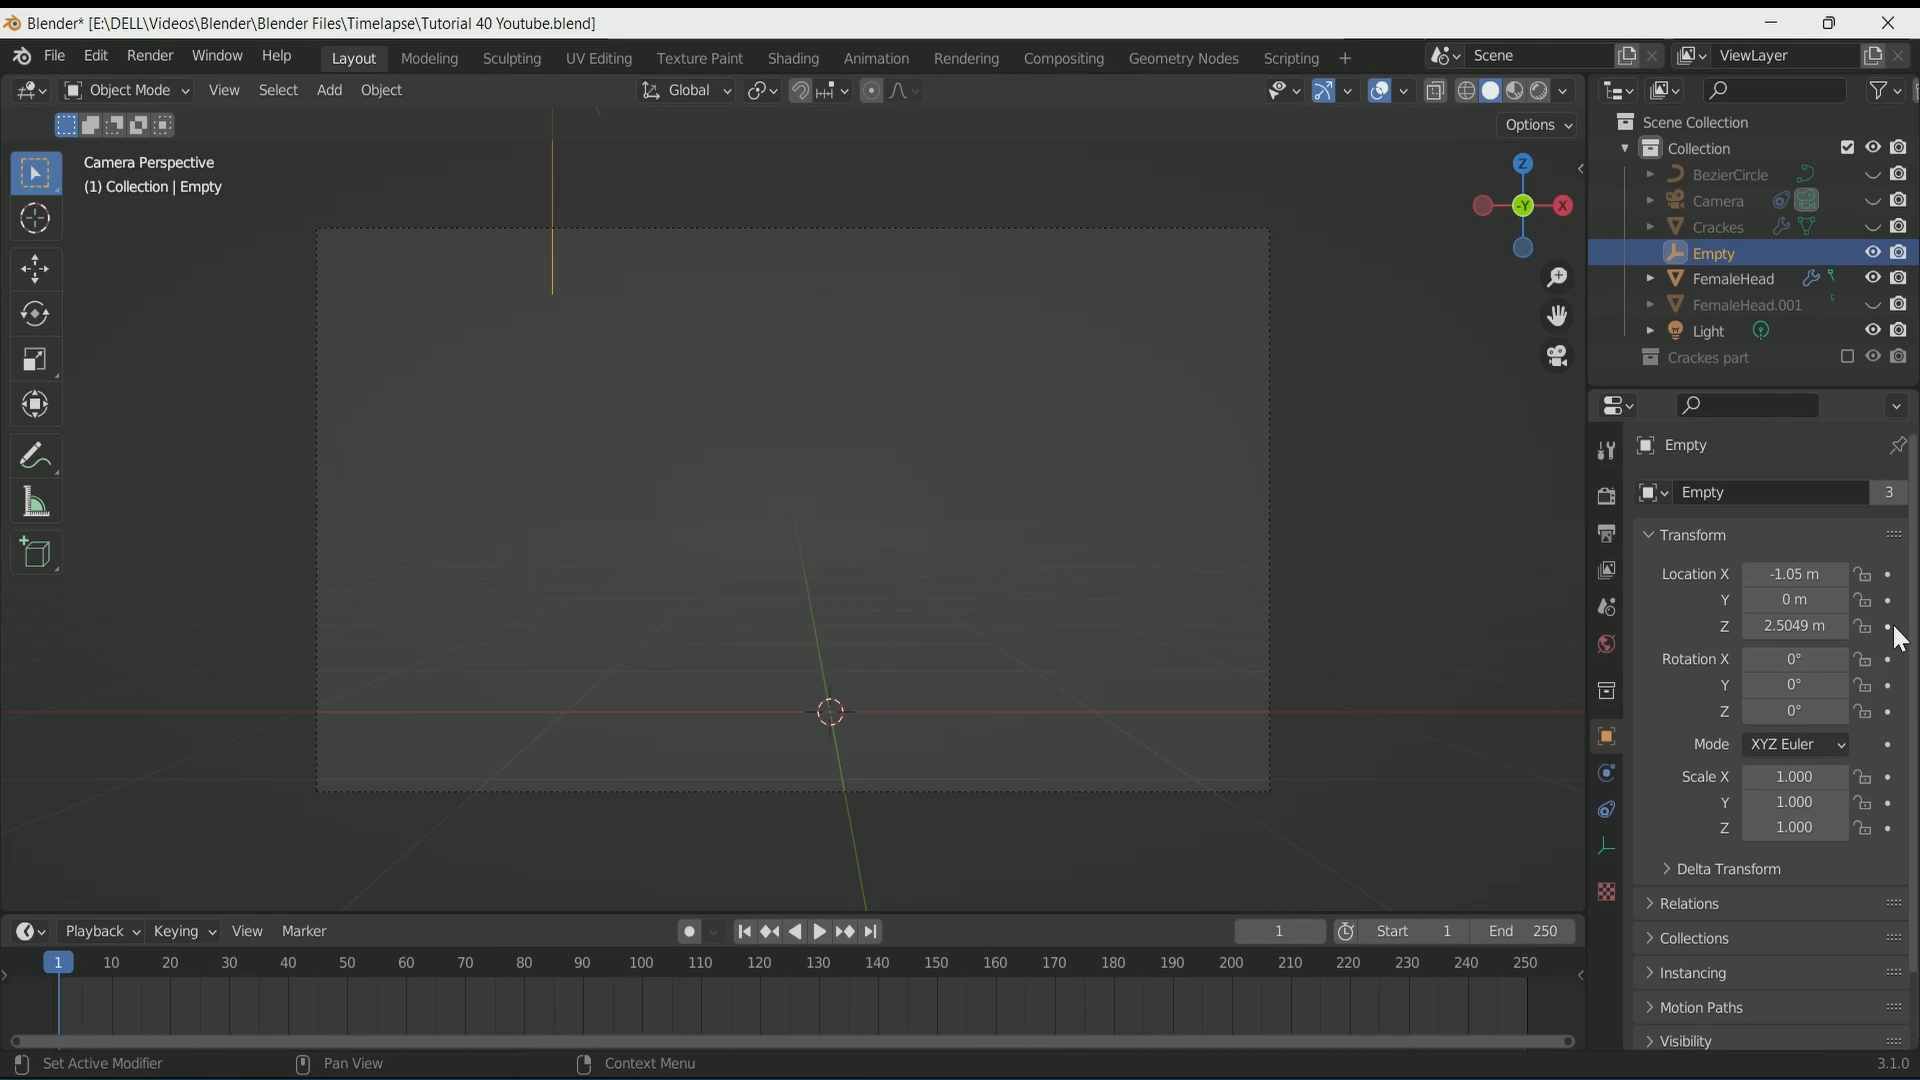 Blender* [E:\DELL\Videos\Blender\Blender Files\Timelapse\Tutorial 40 Youtube.blend]
File Edit Render Window Help Layout Modeling Sculpting UV Editing Texture Paint Shading Animation Rendering Compositing Geometry Nodes Scripting + Scene ViewLayer
Object Mode View Select Add Object Global
Options
Camera Perspective
(1) Collection | Empty
Z
-Y
X
Scene Collection
Collection
BezierCircle
Camera
Crackes
Empty
FemaleHead
FemaleHead.001
Light
Crackes part
Empty
Empty 3
Transform
Location X -1.05 m
Y 0 m
Z 2.5049 m
Rotation X 0°
Y 0°
Z 0°
Mode XYZ Euler
Scale X 1.000
Y 1.000
Z 1.000
Delta Transform
Relations
Collections
Instancing
Motion Paths
Visibility
Playback Keying View Marker 1 Start 1 End 250
1 10 20 30 40 50 60 70 80 90 100 110 120 130 140 150 160 170 180 190 200 210 220 230 240 250
Set Active Modifier Pan View Context Menu 3.1.0